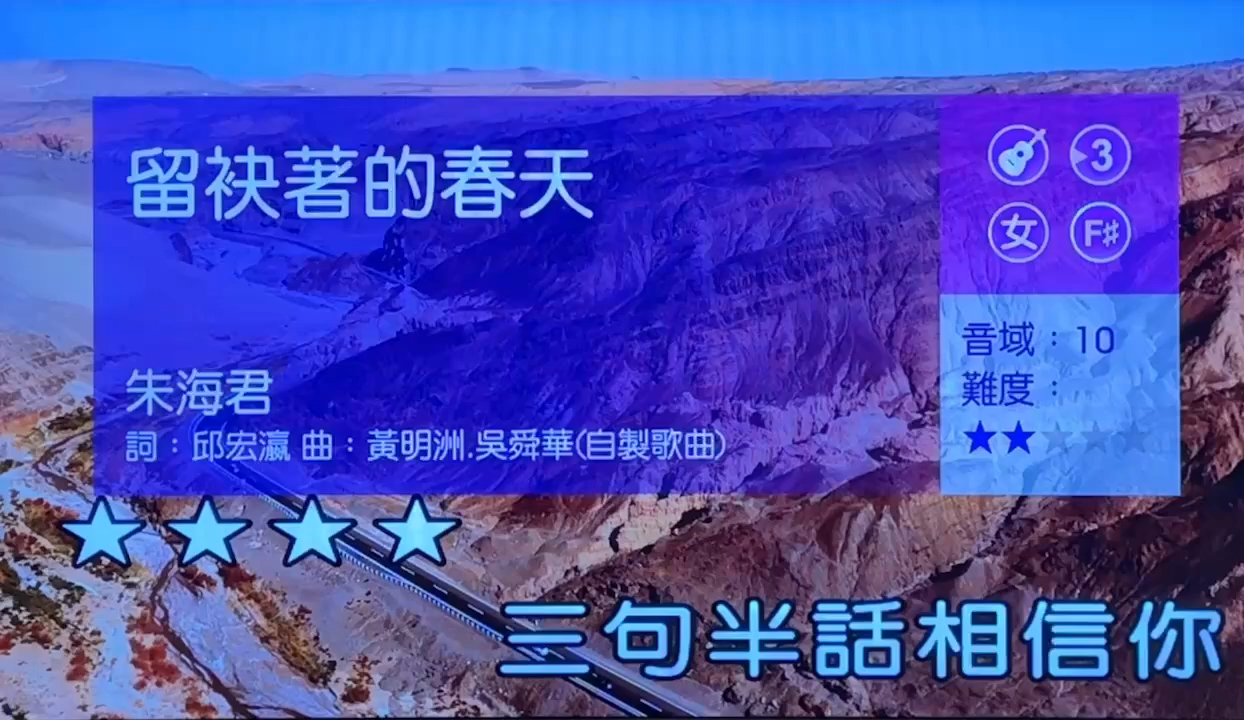 留袂著的春天
3
女
F♯
音域：10
難度：
★★★★★
朱海君
詞：邱宏瀛 曲：黃明洲.吳舜華(自製歌曲)
★★★★
三句半話相信你